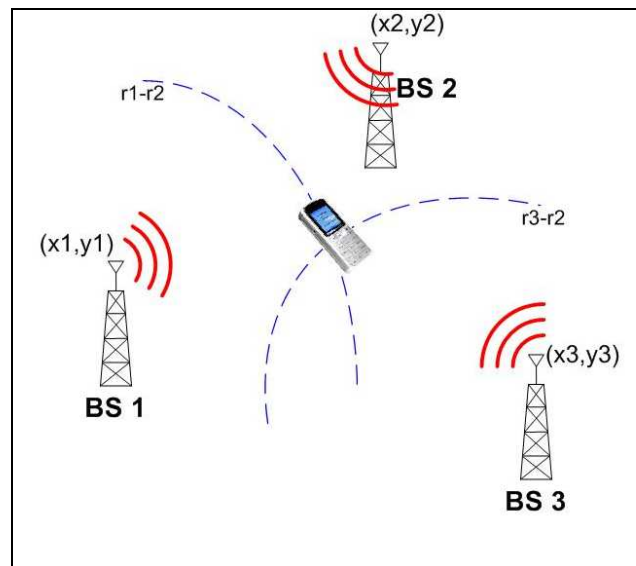 (x2,y2)
BS 2
r1-r2
r3-r2
(x1,y1)
BS 1
(x3,y3)
BS 3